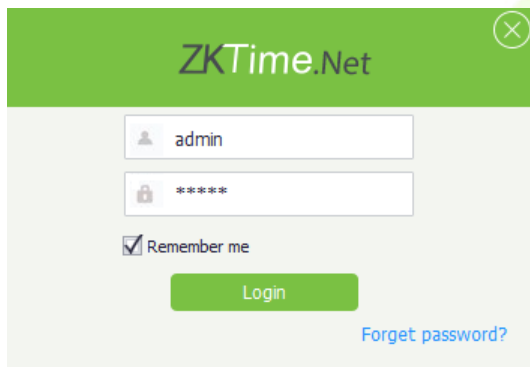 ZKTime.Net
admin
*****
Remember me
Login
Forget password?